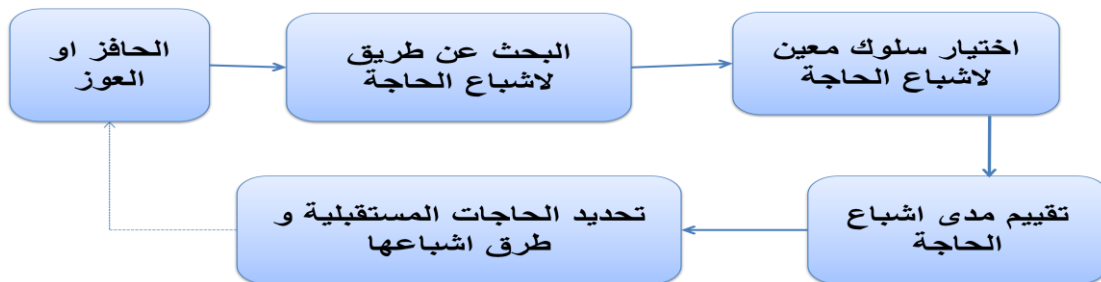 الحافز او
العوز
البحث عن طريق
لاشباع الحاجة
اختيار سلوك معين
لاشباع الحاجة
تقييم مدى اشباع
الحاجة
تحديد الحاجات المستقبلية و
طرق اشباعها